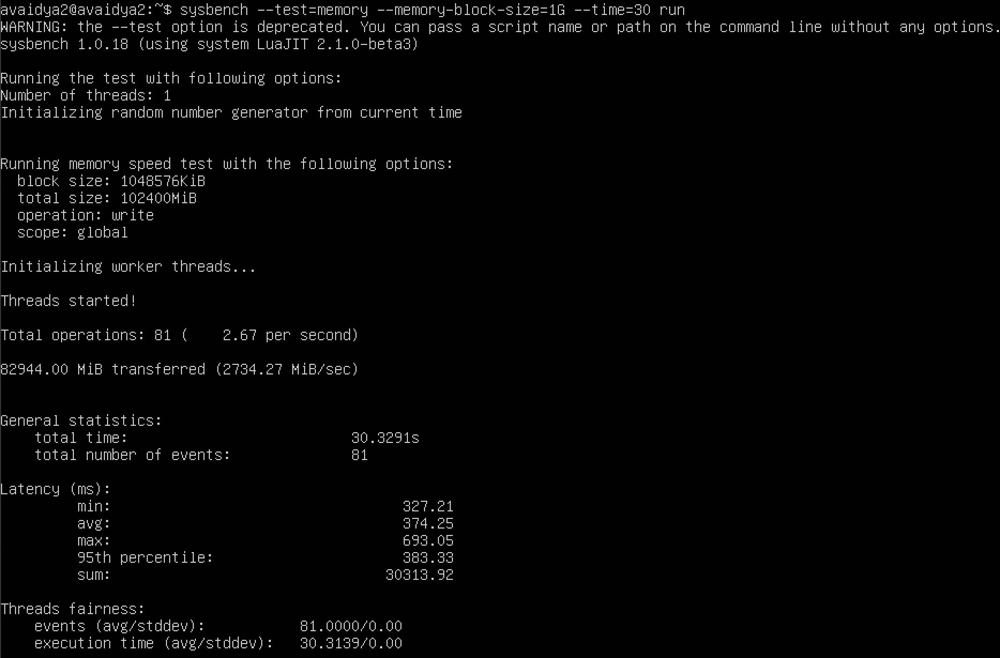 avaidya2@avaidya2:~$ sysbench --test=memory --memory-block-size=1G --time=30 run
WARNING: the --test option is deprecated. You can pass a script name or path on the command line without any options.
sysbench 1.0.18 (using system LuaJIT 2.1.0-beta3)
Running the test with following options:
Number of threads: 1
Initializing random number generator from current time
Running memory speed test with the following options:
block size: 1048576KiB
total size: 102400MiB
operation: write
scope: global
Initializing worker threads...
Threads started!
Total operations: 81 (    2.67 per second)
82944.00 MiB transferred (2734.27 MiB/sec)
General statistics:
total time: 30.3291s
total number of events: 81
Latency (ms):
min: 327.21
avg: 374.25
max: 693.05
95th percentile: 383.33
sum: 30313.92
Threads fairness:
events (avg/stddev): 81.0000/0.00
execution time (avg/stddev): 30.3139/0.00